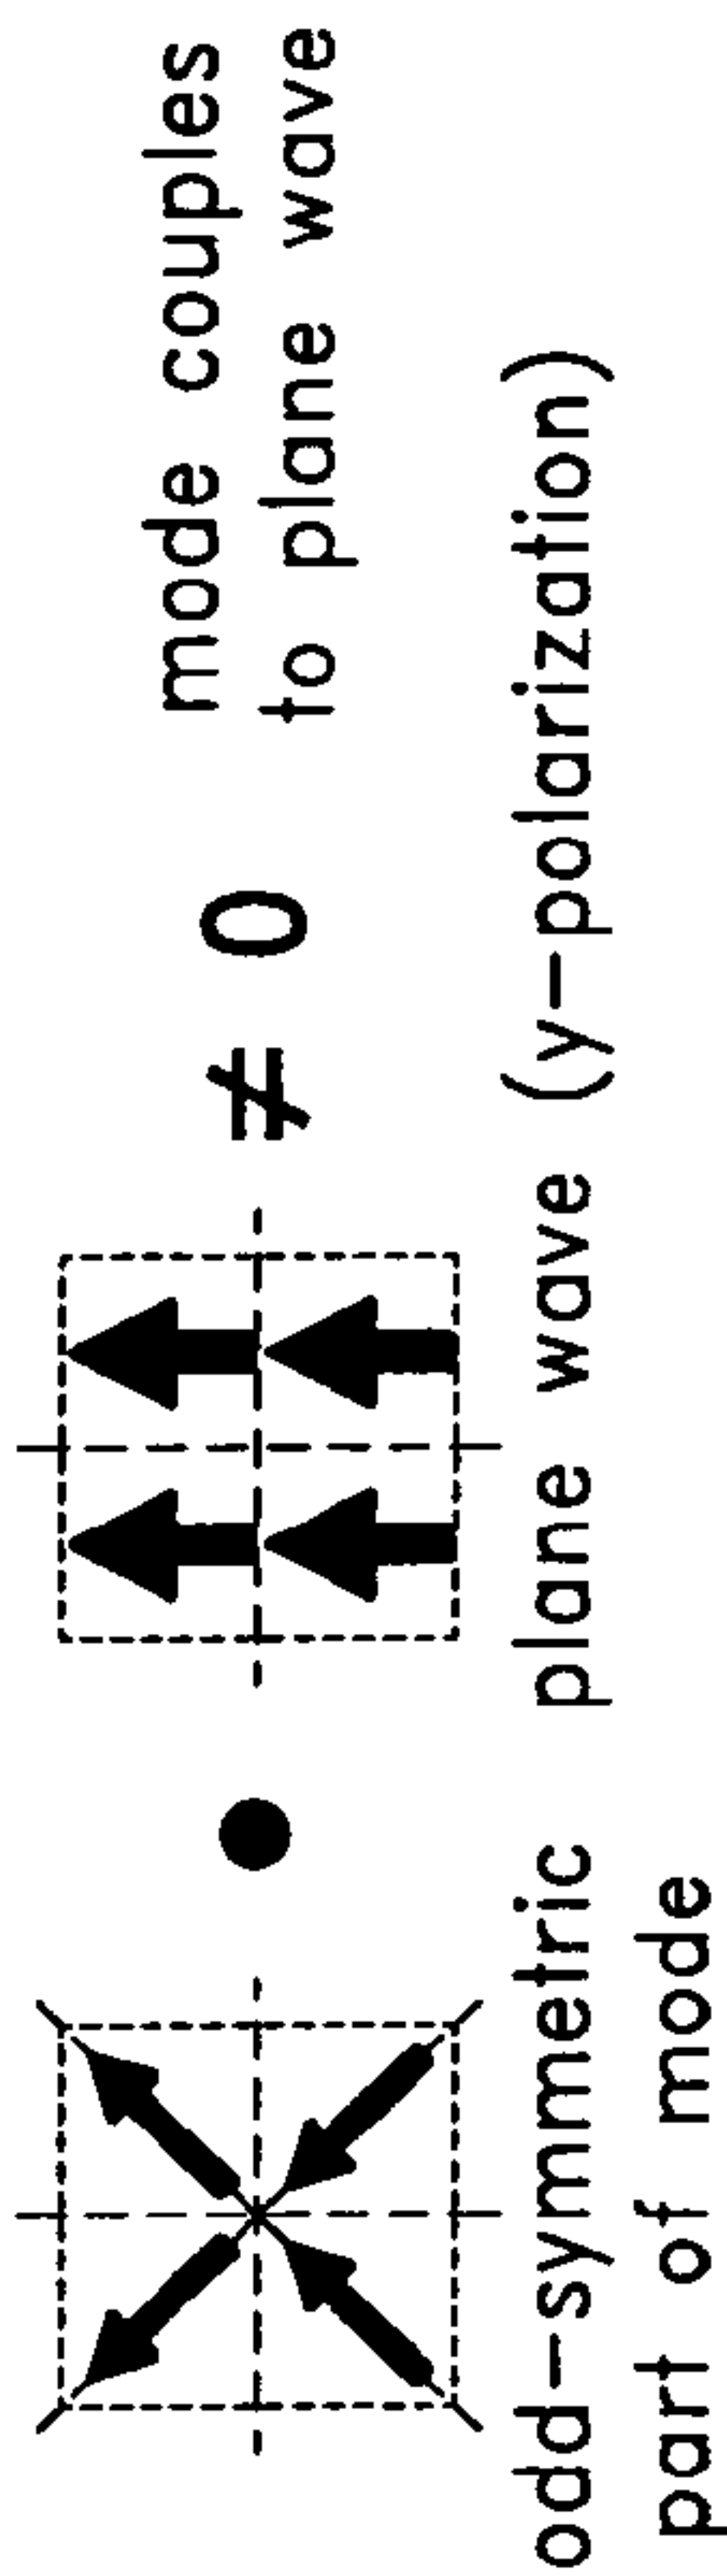 ≠ 0
mode couples
to plane wave
odd-symmetric
part of mode
plane wave (y-polarization)